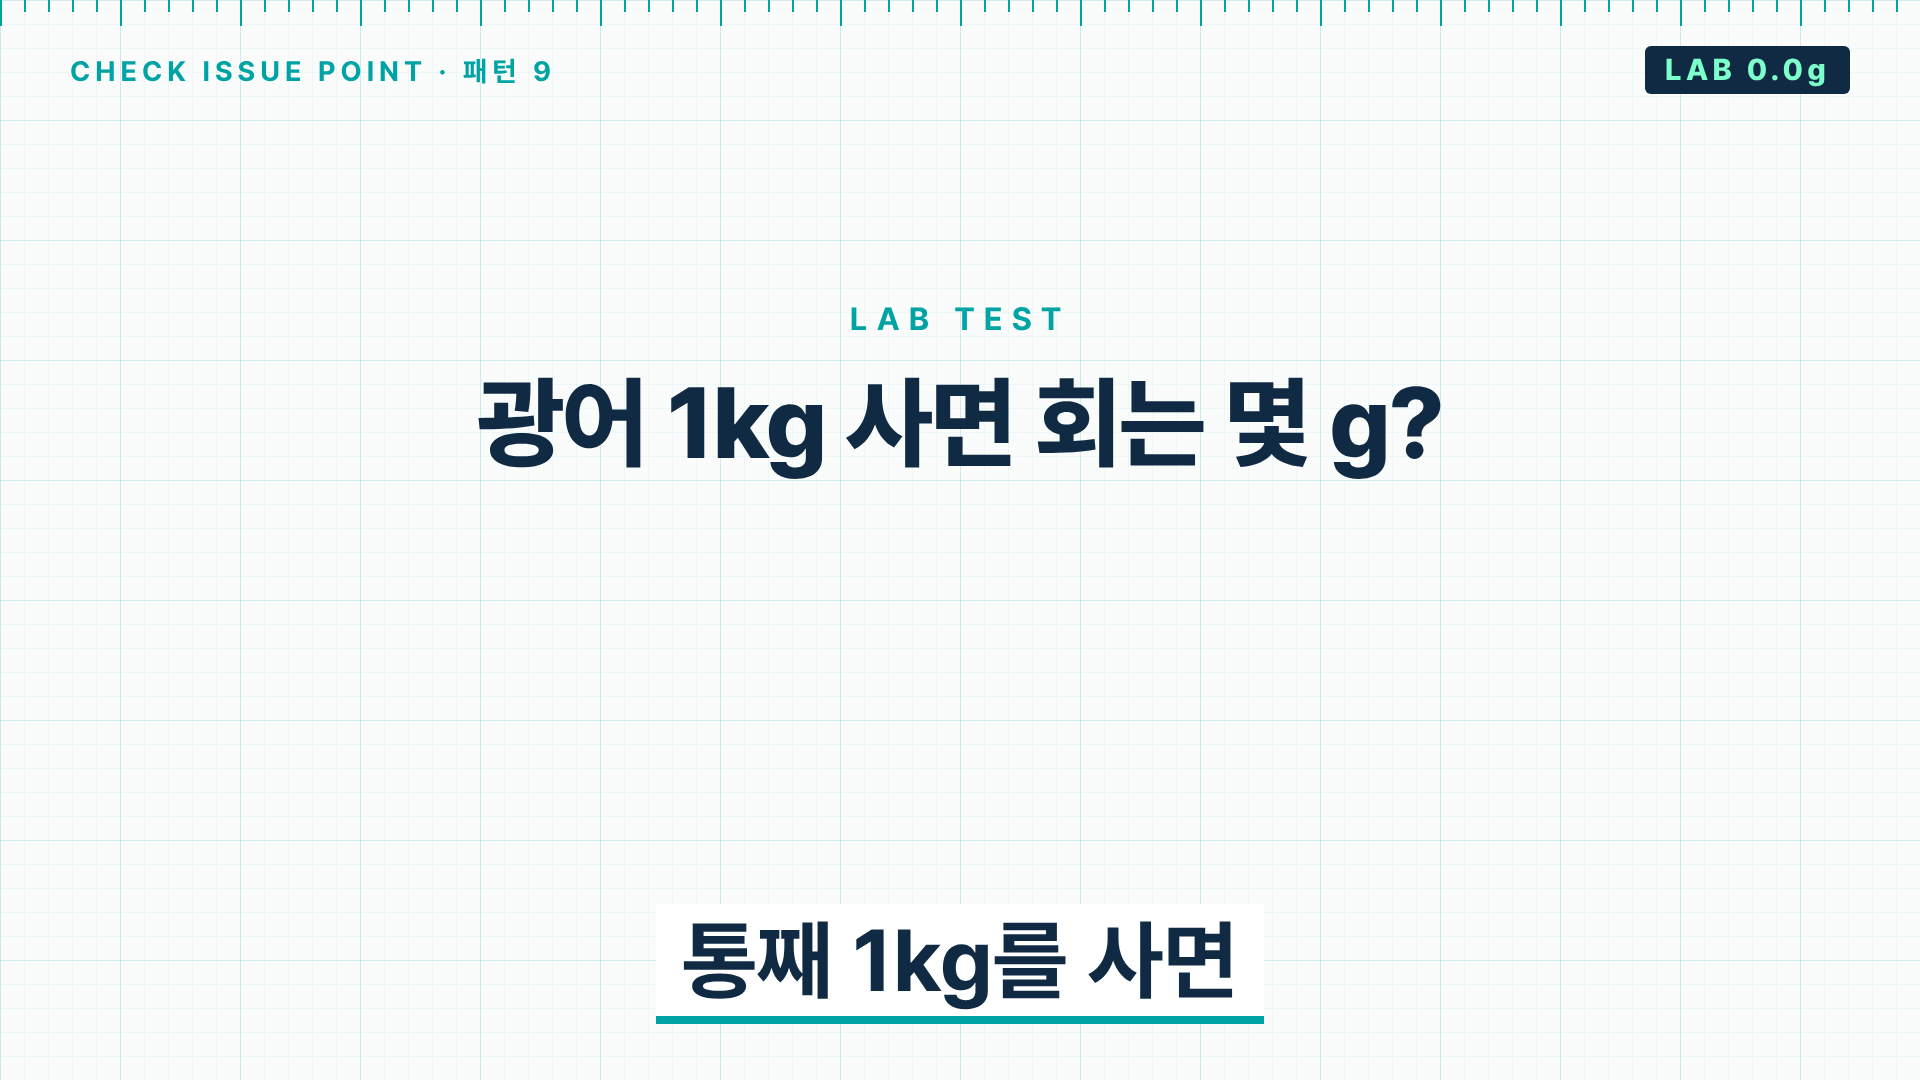 CHECK ISSUE POINT · 패턴 9
LAB 0.0g
LAB TEST
광어 1kg 사면 회는 몇 g?
통째 1kg를 사면